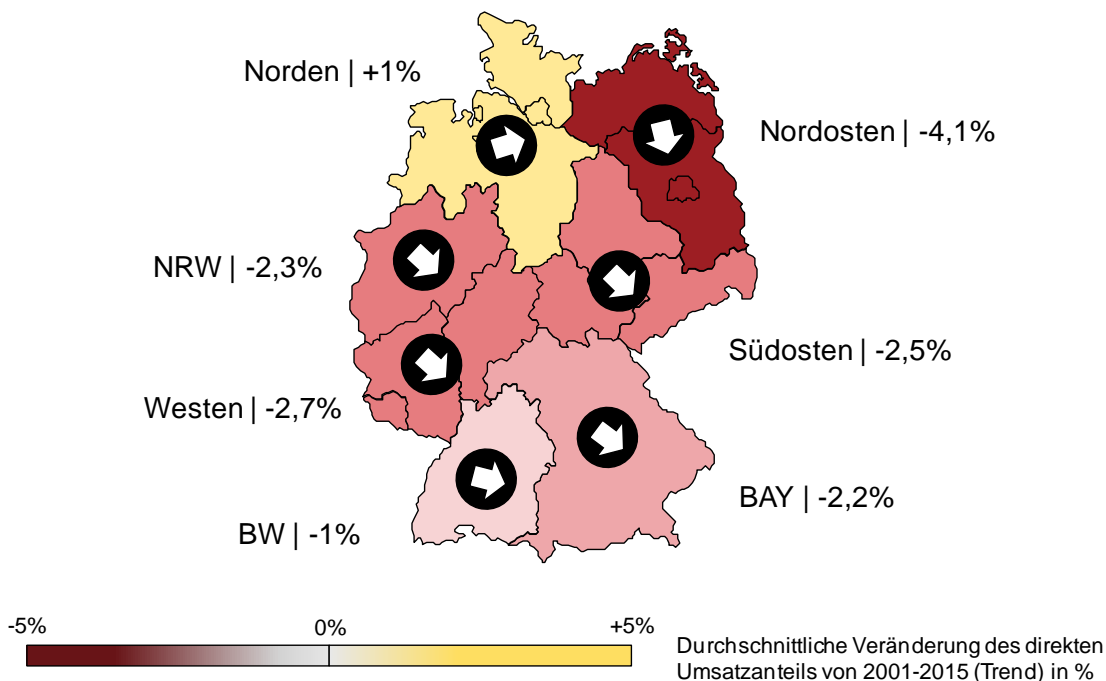 Norden | +1%
Nordosten | -4,1%
NRW | -2,3%
Südosten | -2,5%
Westen | -2,7%
BAY | -2,2%
BW | -1%
-5%
0%
+5%
Durchschnittliche Veränderung des direkten
Umsatzanteils von 2001-2015 (Trend) in %